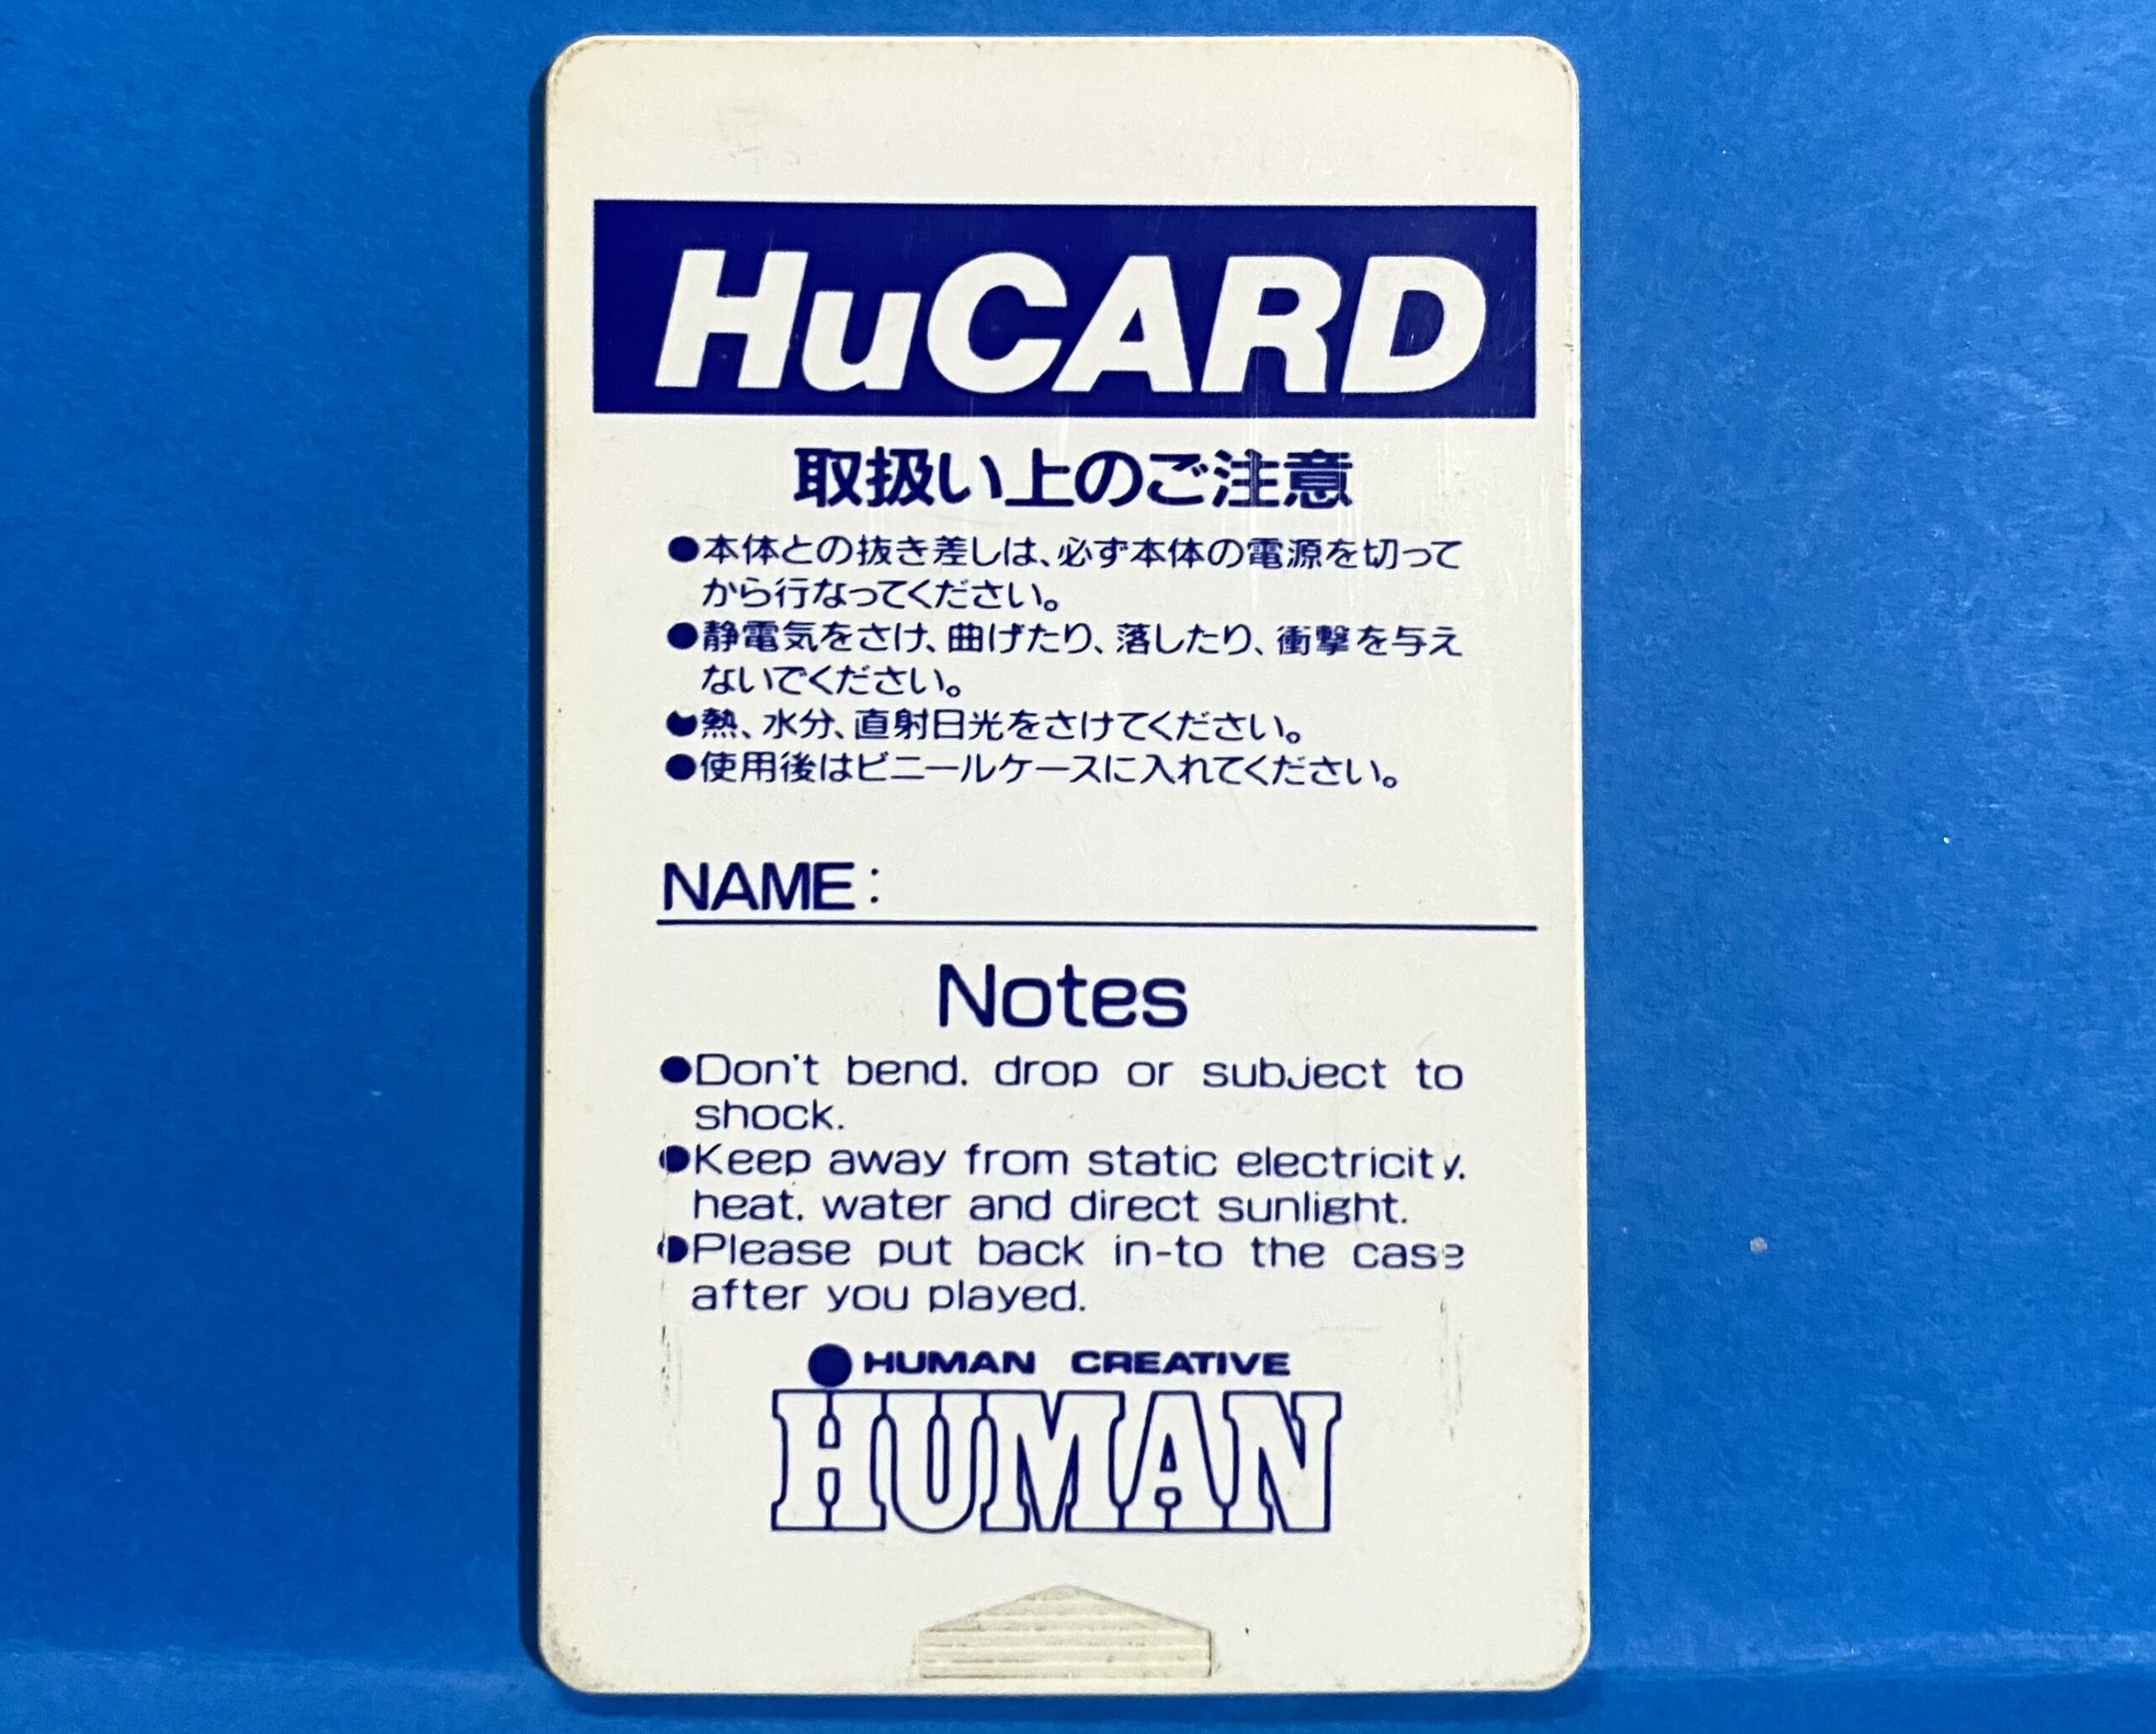 HuCARD
取扱い上のご注意
●本体との抜き差しは、必ず本体の電源を切って
から行なってください。
●静電気をさけ、曲げたり、落したり、衝撃を与え
ないでください。
●熱、水分、直射日光をさけてください。
●使用後はビニールケースに入れてください。
NAME:
Notes
●Don't bend, drop or subject to
shock.
●Keep away from static electricity,
heat, water and direct sunlight.
●Please put back in-to the case
after you played.
HUMAN CREATIVE
HUMAN